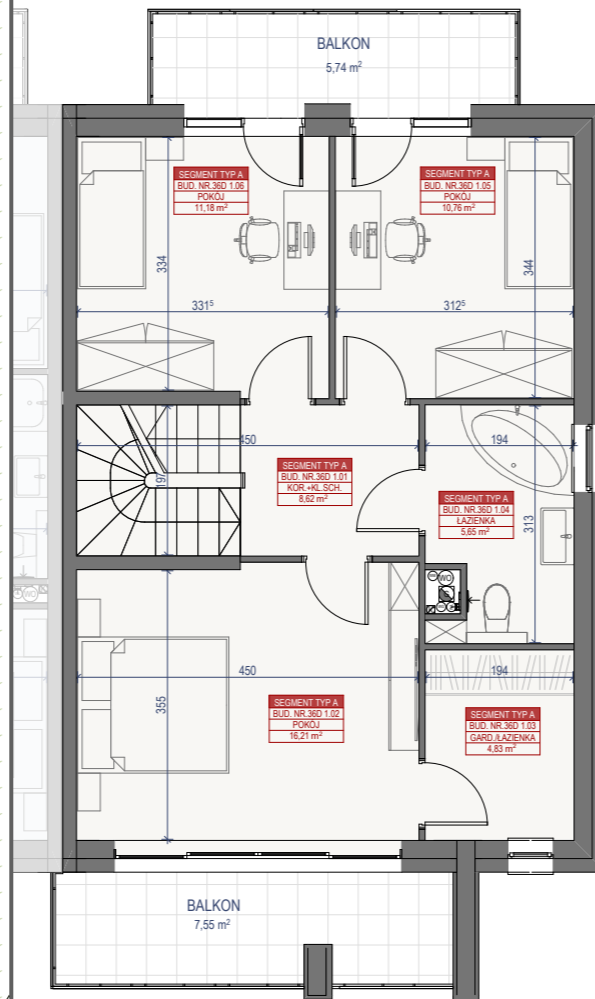 BALKON
5,74 m²
SEGMENT TYP A
BUD. NR.36D 1.06
POKÓJ
11,18 m²
SEGMENT TYP A
BUD. NR.36D 1.05
POKÓJ
10,76 m²
334
344
331⁵
312⁵
450
197
194
SEGMENT TYP A
BUD. NR.36D 1.01
KOR.+KL.SCH.
8,62 m²
SEGMENT TYP A
BUD. NR.36D 1.04
ŁAZIENKA
5,65 m²
313
WO
WO
355
450
194
SEGMENT TYP A
BUD. NR.36D 1.02
POKÓJ
16,21 m²
SEGMENT TYP A
BUD. NR.36D 1.03
GARD./ŁAZIENKA
4,83 m²
BALKON
7,55 m²